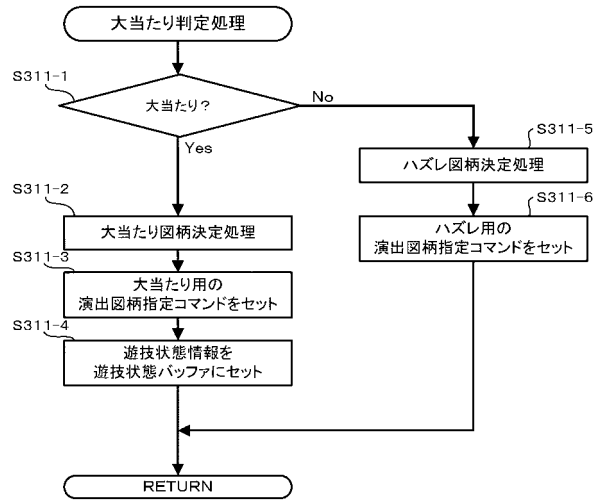 大当たり判定処理
S311-1
大当たり？
No
Yes
S311-5
ハズレ図柄決定処理
S311-6
ハズレ用の
演出図柄指定コマンドをセット
S311-2
大当たり図柄決定処理
S311-3
大当たり用の
演出図柄指定コマンドをセット
S311-4
遊技状態情報を
遊技状態バッファにセット
RETURN